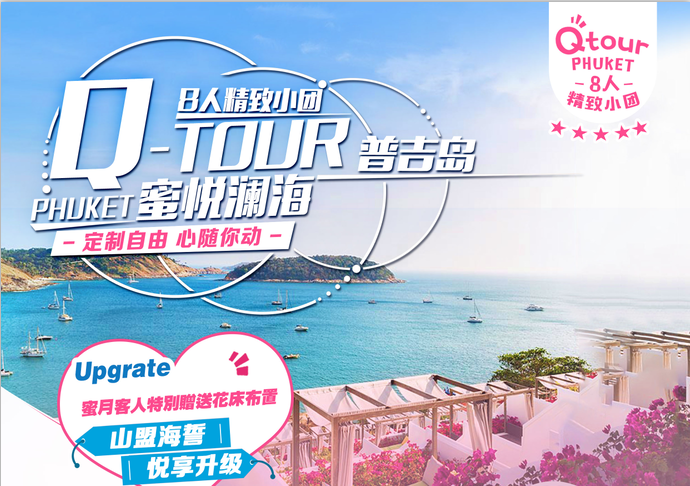 8人精致小团
Q-TOUR 普吉岛
PHUKET 蜜悦澜海
- 定制自由 心随你动 -
Qtour
PHUKET
- 8人 -
精致小团
Upgrate
蜜月客人特别赠送花床布置
山盟海誓
悦享升级